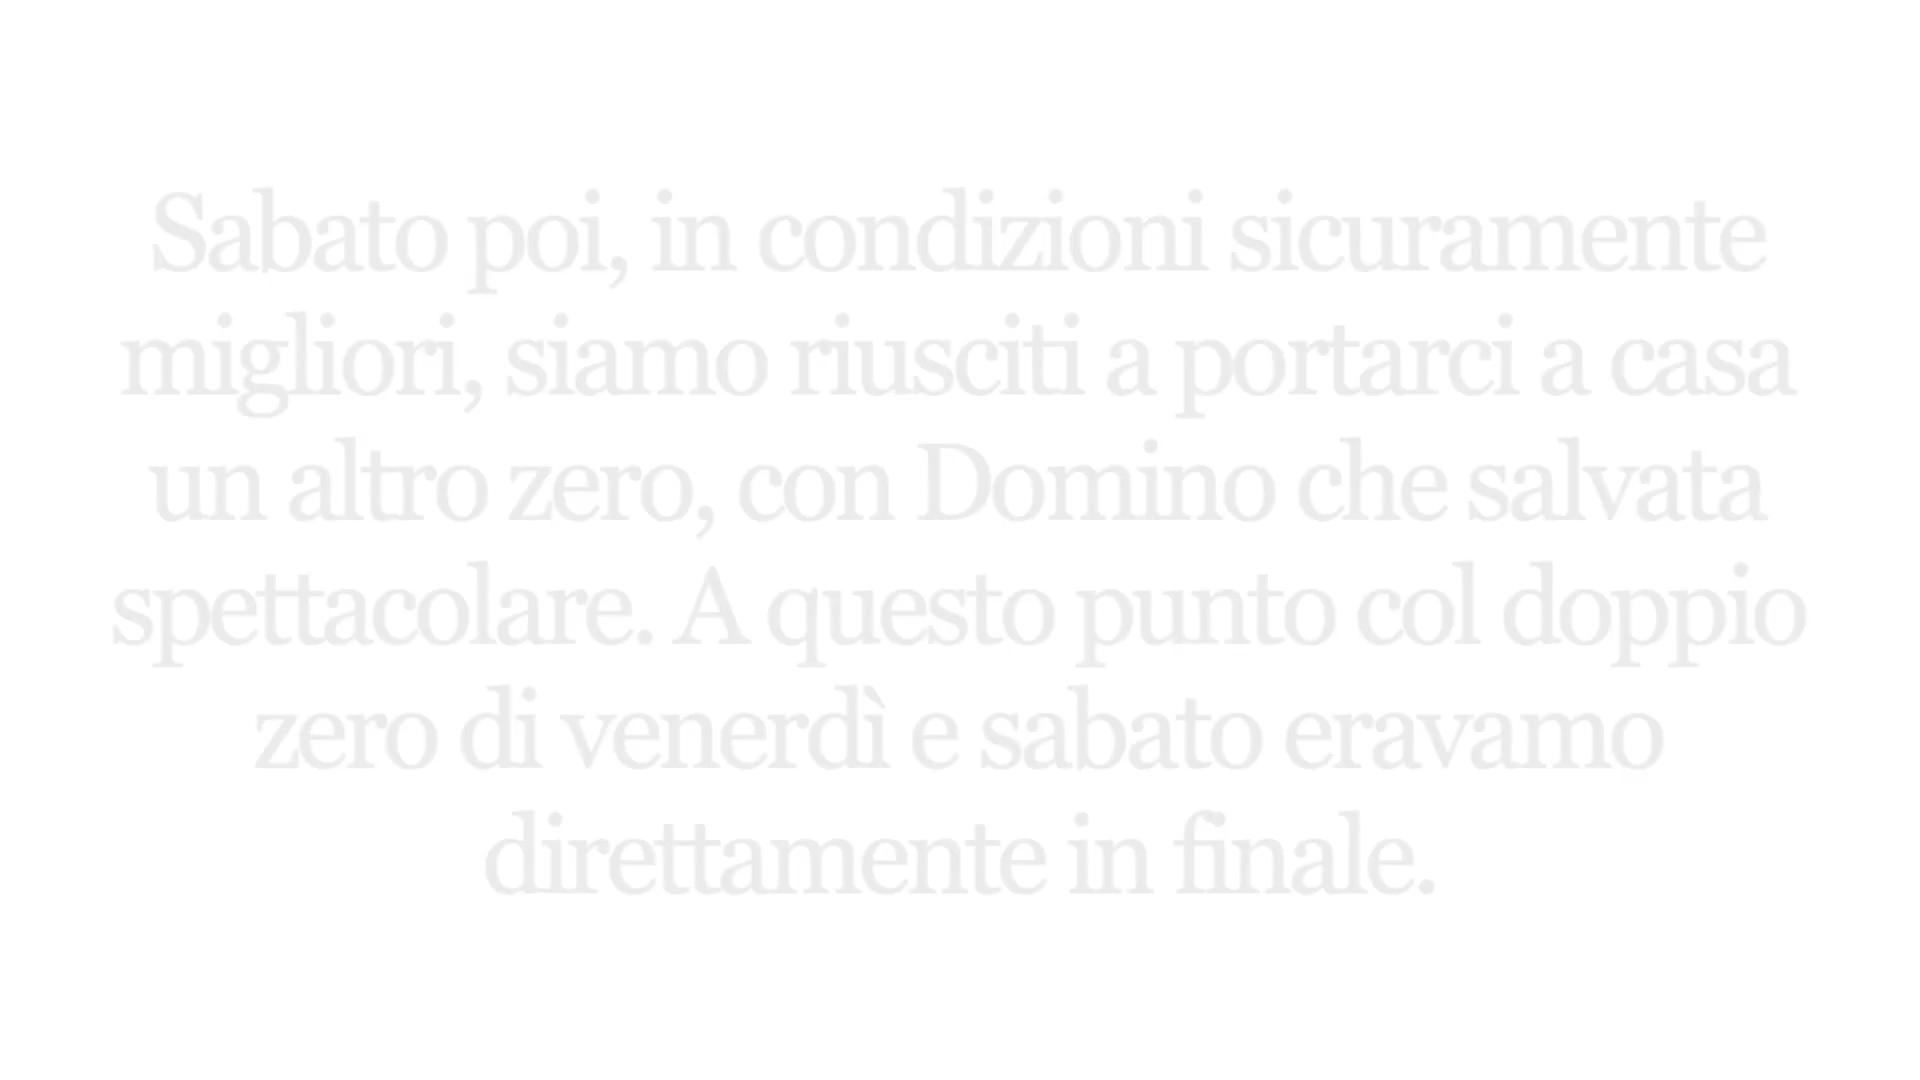 Sabato poi, in condizioni sicuramente
migliori, siamo riusciti a portarci a casa
un altro zero, con Domino che salvata
spettacolare. A questo punto col doppio
zero di venerdì e sabato eravamo
direttamente in finale.